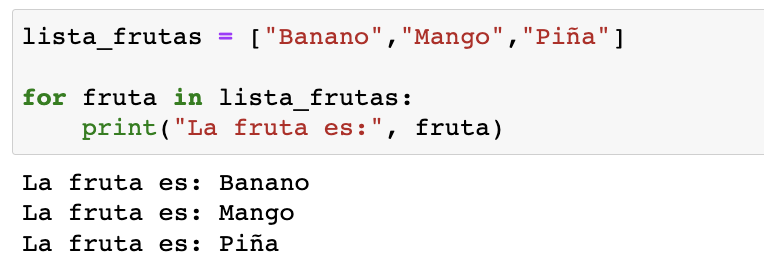 lista_frutas = ["Banano","Mango","Piña"]
for fruta in lista_frutas:
    print("La fruta es:", fruta)
La fruta es: Banano
La fruta es: Mango
La fruta es: Piña